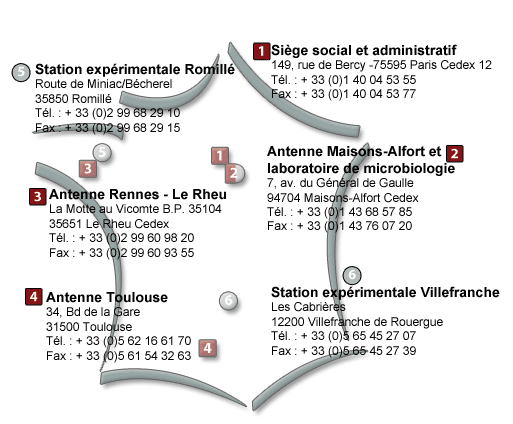 1 Siège social et administratif
149, rue de Bercy -75595 Paris Cedex 12
Tél. : + 33 (0)1 40 04 53 55
Fax : + 33 (0)1 40 04 53 77
5 Station expérimentale Romillé
Route de Miniac/Bécherel
35850 Romillé
Tél. : + 33 (0)2 99 68 29 10
Fax : + 33 (0)2 99 68 29 15
5
3
1
2
Antenne Maisons-Alfort et 2
laboratoire de microbiologie
7, av. du Général de Gaulle
94704 Maisons-Alfort Cedex
Tél. : + 33 (0)1 43 68 57 85
Fax : + 33 (0)1 43 76 07 20
3 Antenne Rennes - Le Rheu
La Motte au Vicomte B.P. 35104
35651 Le Rheu Cedex
Tél. : + 33 (0)2 99 60 98 20
Fax : + 33 (0)2 99 60 93 55
4 Antenne Toulouse
34, Bd de la Gare
31500 Toulouse
Tél. : + 33 (0)5 62 16 61 70
Fax : + 33 (0)5 61 54 32 63
6
4
6
Station expérimentale Villefranche
Les Cabrières
12200 Villefranche de Rouergue
Tél. : + 33 (0)5 65 45 27 07
Fax : + 33 (0)5 65 45 27 39